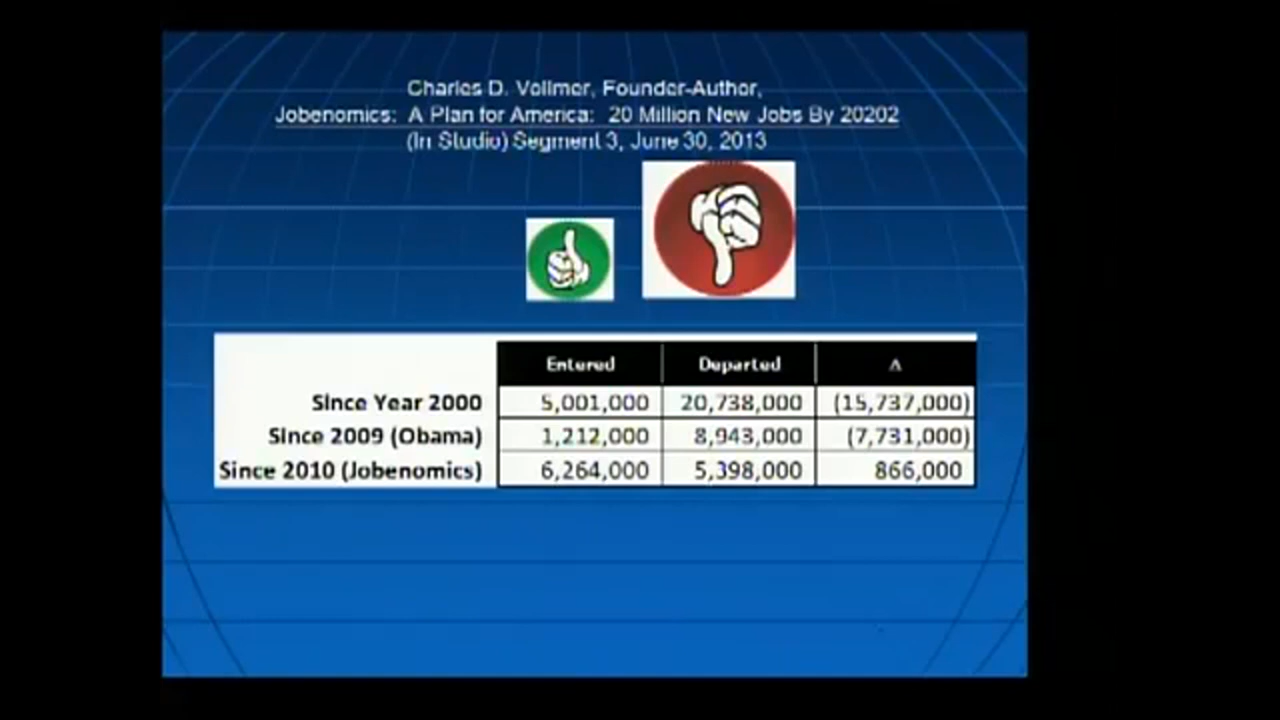 Charles D. Vollmer, Founder-Author,
Jobenomics: A Plan for America: 20 Million New Jobs By 20202
(In Studio) Segment 3, June 30, 2013
Entered Departed Δ
Since Year 2000 5,001,000 20,738,000 (15,737,000)
Since 2009 (Obama) 1,212,000 8,943,000 (7,731,000)
Since 2010 (Jobenomics) 6,264,000 5,398,000 866,000